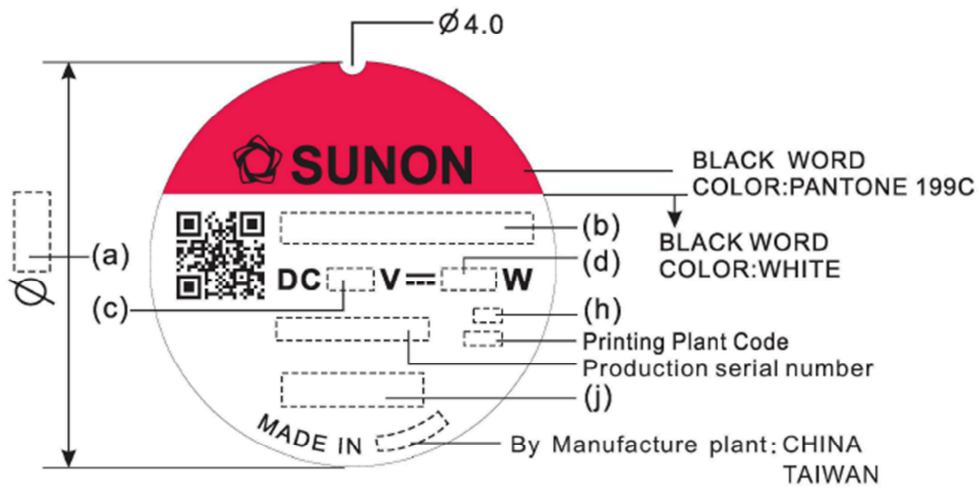 Ø4.0
SUNON
BLACK WORD
COLOR:PANTONE 199C
BLACK WORD
COLOR:WHITE
(a)
Ø
(b)
DC V⎓ W
(d)
(c)
(h)
Printing Plant Code
Production serial number
(j)
MADE IN
By Manufacture plant: CHINA
TAIWAN